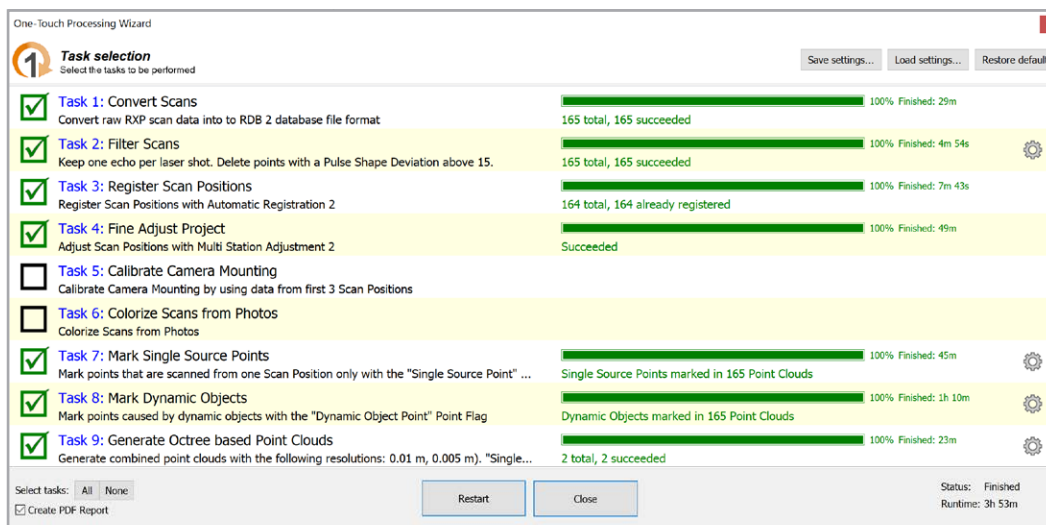 One-Touch Processing Wizard
1
Task selection
Select the tasks to be performed
Save settings... Load settings... Restore default
Task 1: Convert Scans
100% Finished: 29m
Convert raw RXP scan data into to RDB 2 database file format
165 total, 165 succeeded
Task 2: Filter Scans
100% Finished: 4m 54s
Keep one echo per laser shot. Delete points with a Pulse Shape Deviation above 15.
165 total, 165 succeeded
Task 3: Register Scan Positions
100% Finished: 7m 43s
Register Scan Positions with Automatic Registration 2
164 total, 164 already registered
Task 4: Fine Adjust Project
100% Finished: 49m
Adjust Scan Positions with Multi Station Adjustment 2
Succeeded
Task 5: Calibrate Camera Mounting
Calibrate Camera Mounting by using data from first 3 Scan Positions
Task 6: Colorize Scans from Photos
Colorize Scans from Photos
Task 7: Mark Single Source Points
100% Finished: 45m
Mark points that are scanned from one Scan Position only with the "Single Source Point" ...
Single Source Points marked in 165 Point Clouds
Task 8: Mark Dynamic Objects
100% Finished: 1h 10m
Mark points caused by dynamic objects with the "Dynamic Object Point" Point Flag
Dynamic Objects marked in 165 Point Clouds
Task 9: Generate Octree based Point Clouds
100% Finished: 23m
Generate combined point clouds with the following resolutions: 0.01 m, 0.005 m). "Single...
2 total, 2 succeeded
Select tasks: All None
Create PDF Report
Restart Close
Status: Finished
Runtime: 3h 53m